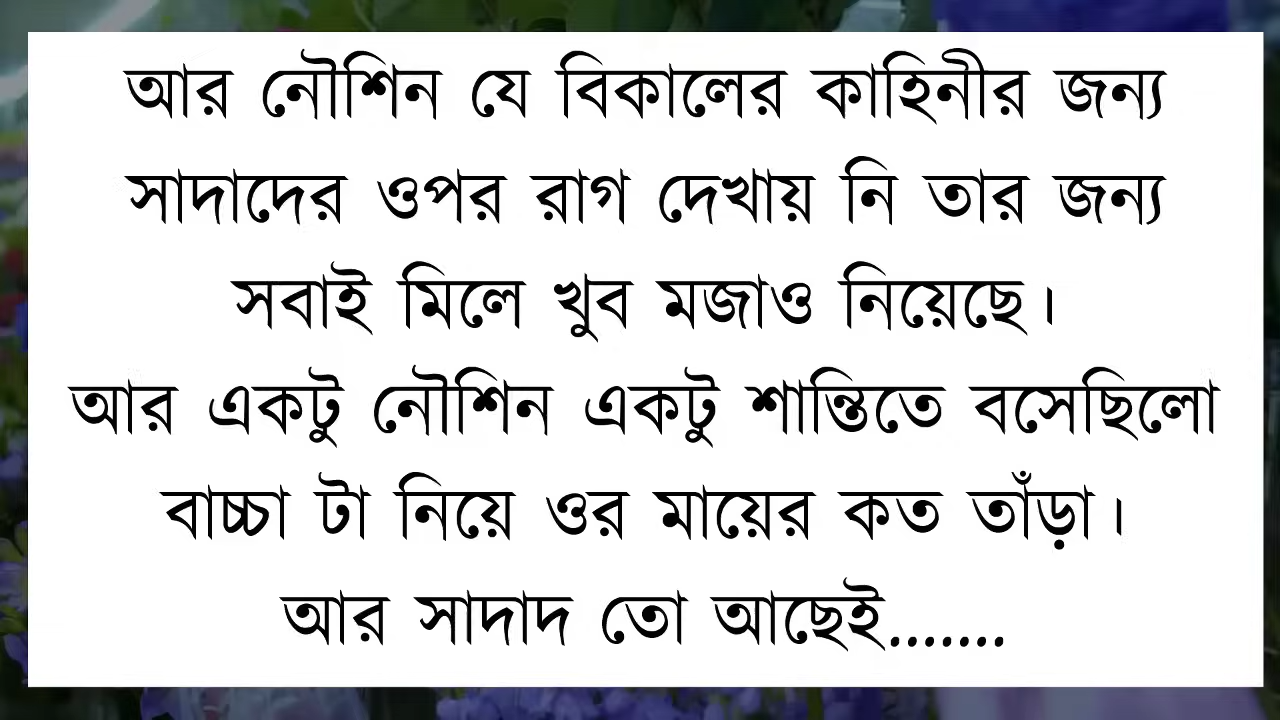 আর নৌশিন যে বিকালের কাহিনীর জন্য
সাদাদের ওপর রাগ দেখায় নি তার জন্য
সবাই মিলে খুব মজাও নিয়েছে।
আর একটু নৌশিন একটু শান্তিতে বসেছিলো
বাচ্চা টা নিয়ে ওর মায়ের কত তাঁড়া।
আর সাদাদ তো আছেই.......